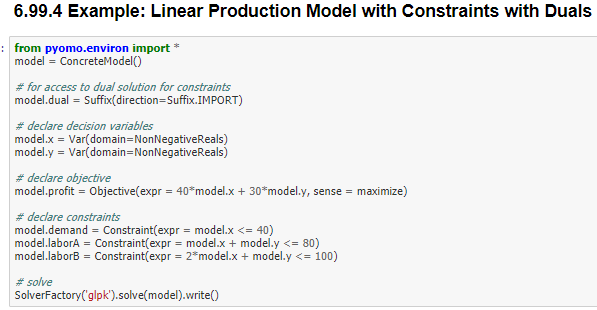 6.99.4 Example: Linear Production Model with Constraints with Duals
: from pyomo.environ import *
model = ConcreteModel()
# for access to dual solution for constraints
model.dual = Suffix(direction=Suffix.IMPORT)
# declare decision variables
model.x = Var(domain=NonNegativeReals)
model.y = Var(domain=NonNegativeReals)
# declare objective
model.profit = Objective(expr = 40*model.x + 30*model.y, sense = maximize)
# declare constraints
model.demand = Constraint(expr = model.x <= 40)
model.laborA = Constraint(expr = model.x + model.y <= 80)
model.laborB = Constraint(expr = 2*model.x + model.y <= 100)
# solve
SolverFactory('glpk').solve(model).write()